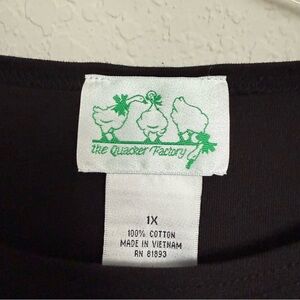 the Quacker Factory
1X
100% COTTON
MADE IN VIETNAM
RN 81893